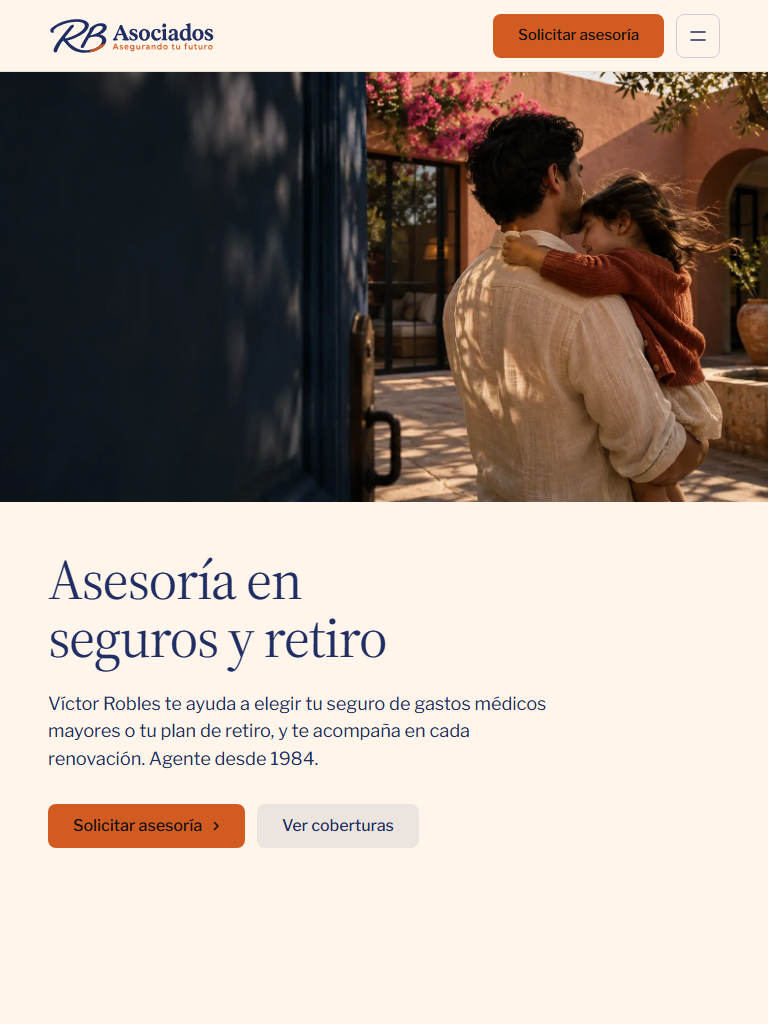 RB Asociados
Asegurando tu futuro
Solicitar asesoría
Asesoría en
seguros y retiro
Víctor Robles te ayuda a elegir tu seguro de gastos médicos
mayores o tu plan de retiro, y te acompaña en cada
renovación. Agente desde 1984.
Solicitar asesoría
Ver coberturas